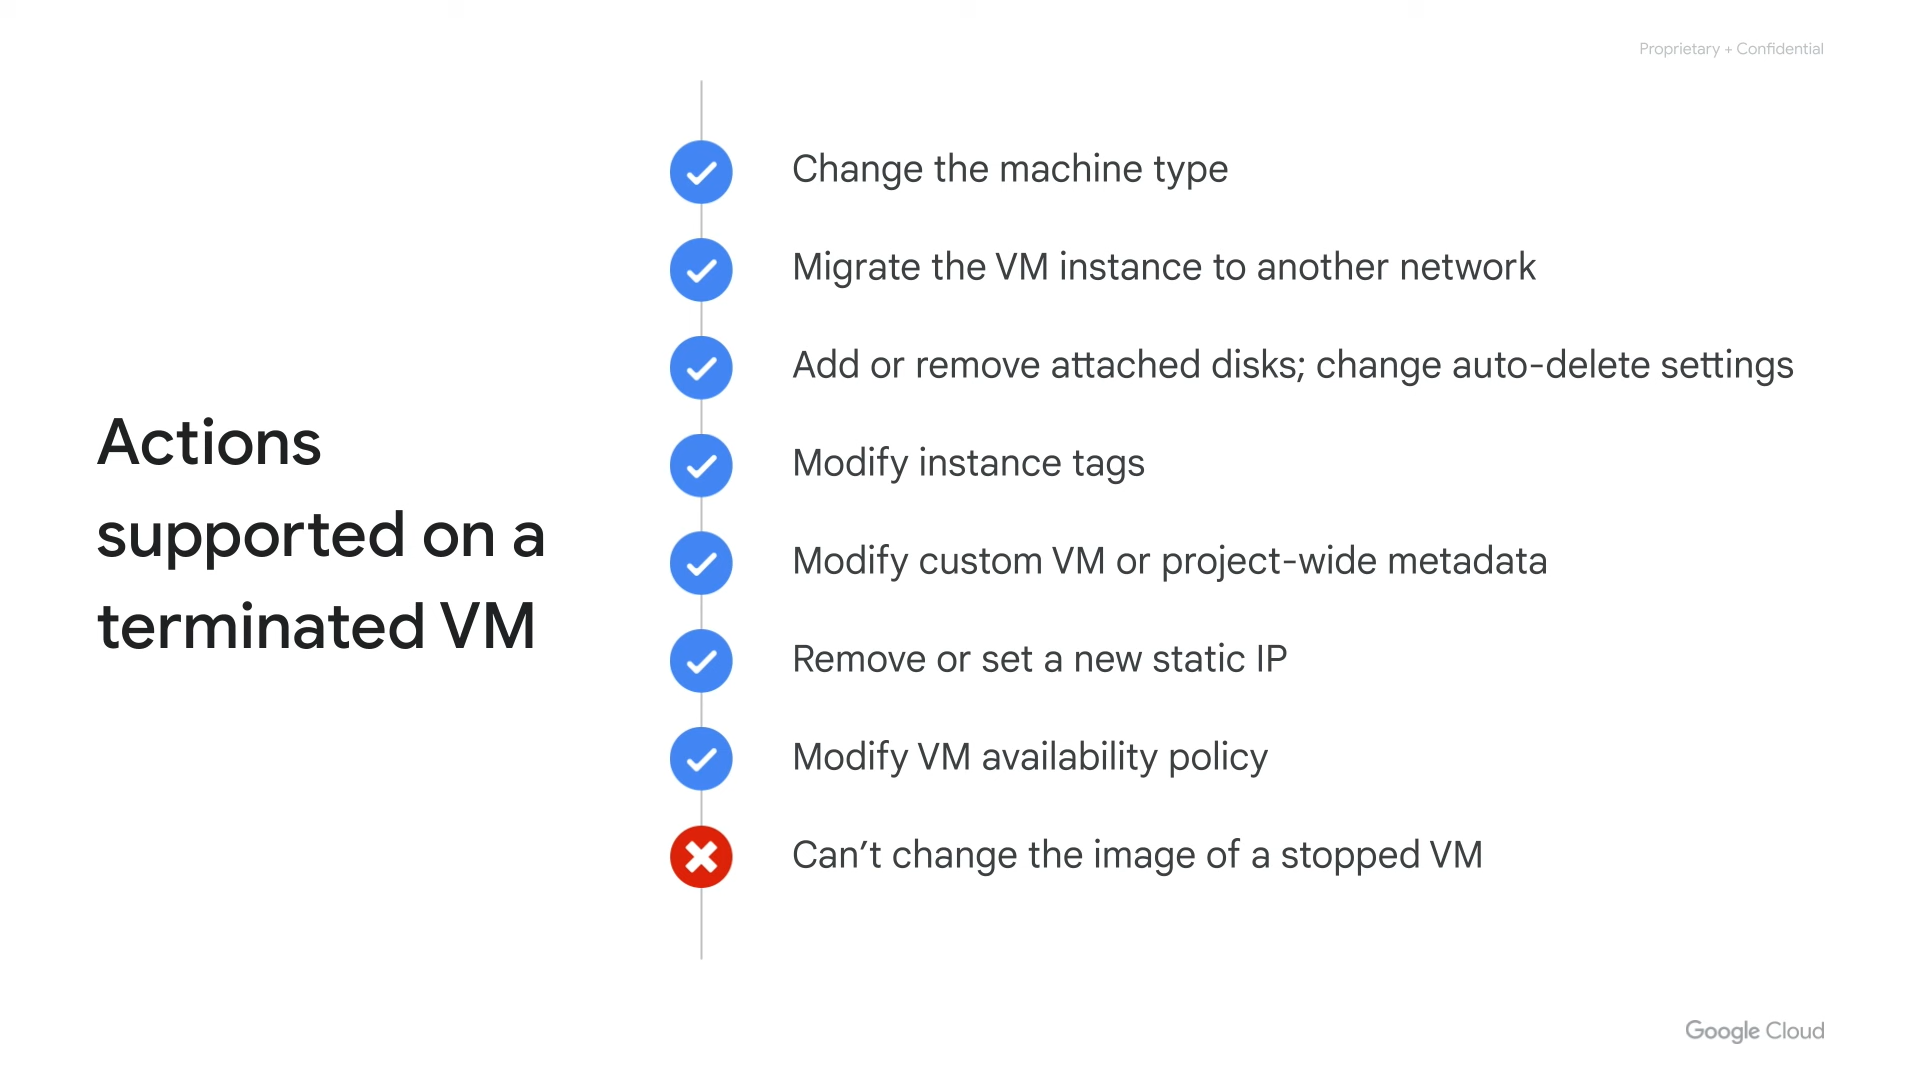 Proprietary + Confidential
Actions
supported on a
terminated VM
Change the machine type
Migrate the VM instance to another network
Add or remove attached disks; change auto-delete settings
Modify instance tags
Modify custom VM or project-wide metadata
Remove or set a new static IP
Modify VM availability policy
Can’t change the image of a stopped VM
Google Cloud